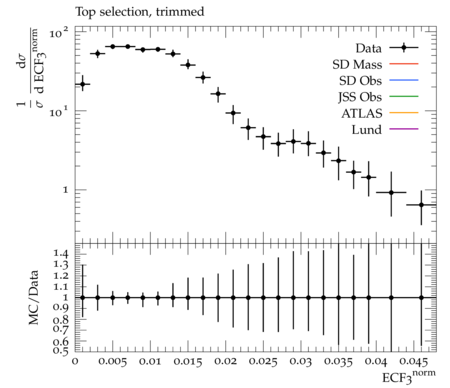 Top selection, trimmed
1/σ dσ/d ECF3^norm
10^2
10^1
1
Data
SD Mass
SD Obs
JSS Obs
ATLAS
Lund
MC/Data
1.4
1.3
1.2
1.1
1
0.9
0.8
0.7
0.6
0.5
0 0.005 0.01 0.015 0.02 0.025 0.03 0.035 0.04 0.045
ECF3^norm